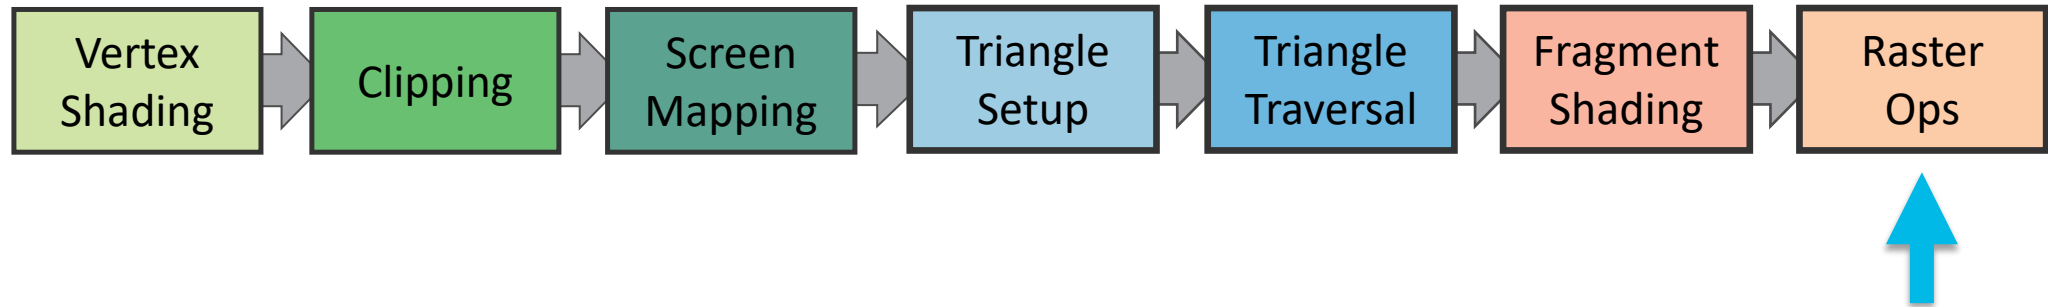 Vertex
Shading
Clipping
Screen
Mapping
Triangle
Setup
Triangle
Traversal
Fragment
Shading
Raster
Ops